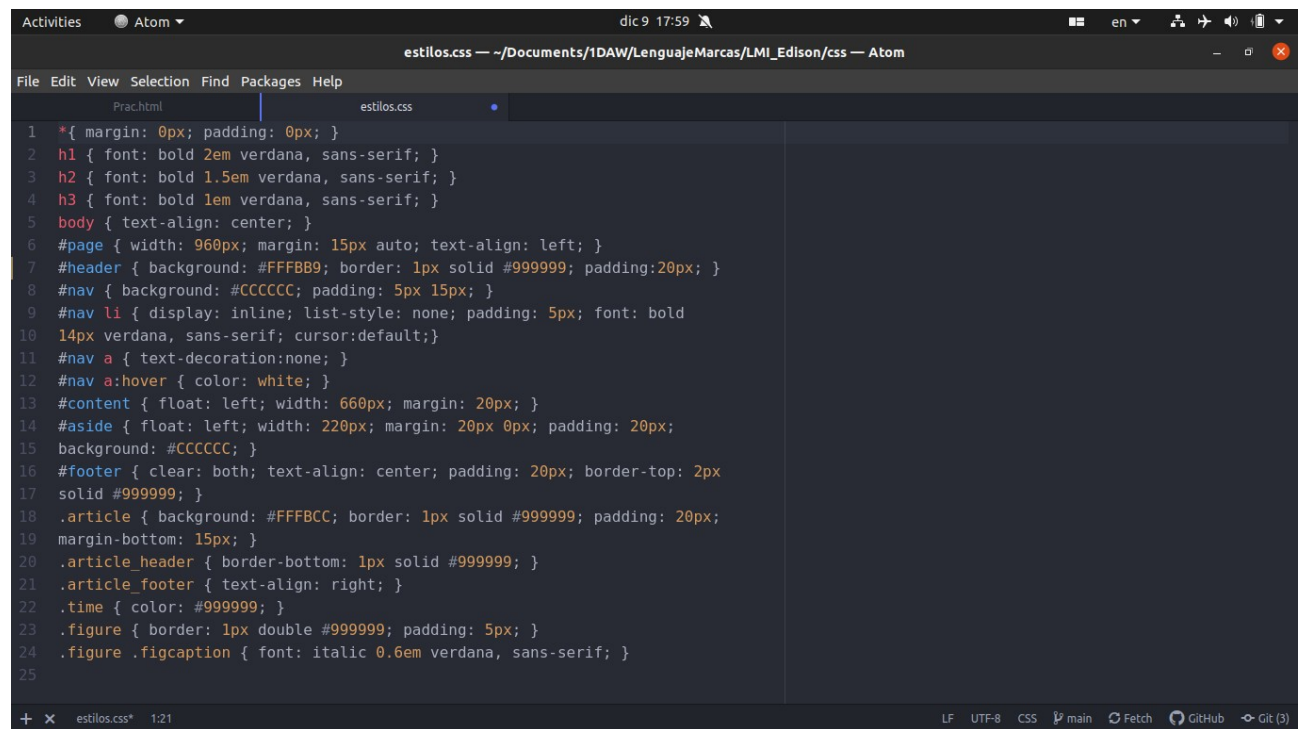 Activities Atom dic 9 17:59 en
estilos.css — ~/Documents/1DAW/LenguajeMarcas/LMI_Edison/css — Atom
File Edit View Selection Find Packages Help
Prac.html estilos.css
1 *{ margin: 0px; padding: 0px; }
2 h1 { font: bold 2em verdana, sans-serif; }
3 h2 { font: bold 1.5em verdana, sans-serif; }
4 h3 { font: bold 1em verdana, sans-serif; }
5 body { text-align: center; }
6 #page { width: 960px; margin: 15px auto; text-align: left; }
7 #header { background: #FFFBB9; border: 1px solid #999999; padding:20px; }
8 #nav { background: #CCCCCC; padding: 5px 15px; }
9 #nav li { display: inline; list-style: none; padding: 5px; font: bold
10 14px verdana, sans-serif; cursor:default;}
11 #nav a { text-decoration:none; }
12 #nav a:hover { color: white; }
13 #content { float: left; width: 660px; margin: 20px; }
14 #aside { float: left; width: 220px; margin: 20px 0px; padding: 20px;
15 background: #CCCCCC; }
16 #footer { clear: both; text-align: center; padding: 20px; border-top: 2px
17 solid #999999; }
18 .article { background: #FFFBCC; border: 1px solid #999999; padding: 20px;
19 margin-bottom: 15px; }
20 .article_header { border-bottom: 1px solid #999999; }
21 .article_footer { text-align: right; }
22 .time { color: #999999; }
23 .figure { border: 1px double #999999; padding: 5px; }
24 .figure .figcaption { font: italic 0.6em verdana, sans-serif; }
25
estilos.css* 1:21 LF UTF-8 CSS main Fetch GitHub Git (3)